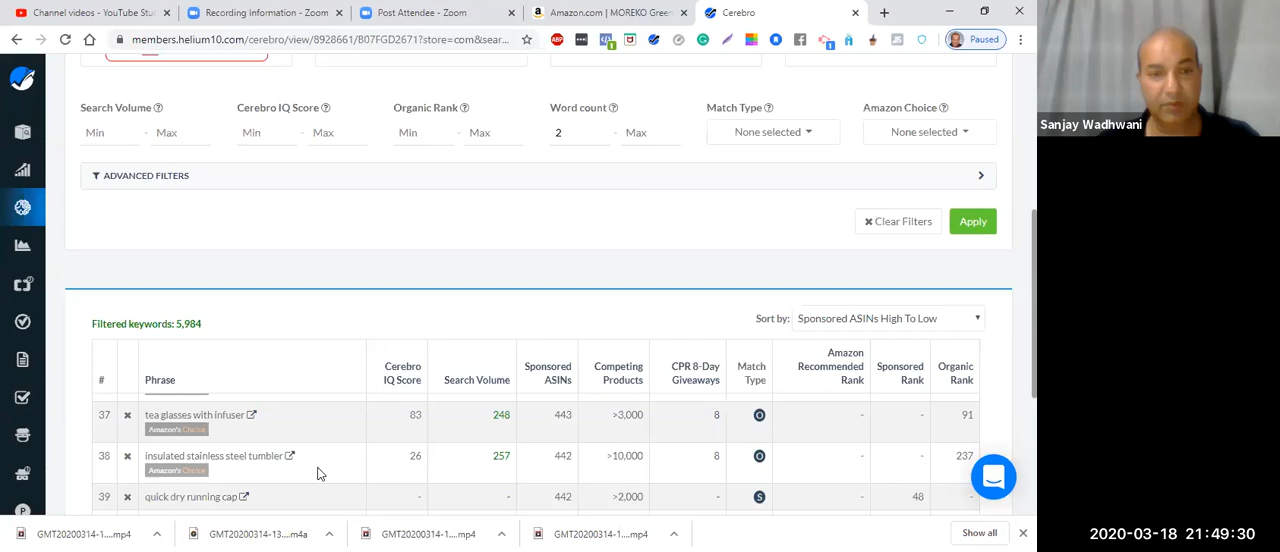 Channel videos - YouTube Stu
Recording Information - Zoom
Post Attendee - Zoom
Amazon.com | MOREKO Green
Cerebro
members.helium10.com/cerebro/view/8928661/B07FGD2671?store=com&sear...
Paused
Sanjay Wadhwani
Search Volume
Cerebro IQ Score
Organic Rank
Word count
Match Type
Amazon Choice
Min - Max
Min - Max
Min - Max
2 - Max
None selected
None selected
ADVANCED FILTERS
Clear Filters
Apply
Filtered keywords: 5,984
Sort by: Sponsored ASINs High To Low
# Phrase Cerebro IQ Score Search Volume Sponsored ASINs Competing Products CPR 8-Day Giveaways Match Type Amazon Recommended Rank Sponsored Rank Organic Rank
37 tea glasses with infuser 83 248 443 >3,000 8 O - - 91
Amazon's Choice
38 insulated stainless steel tumbler 26 257 442 >10,000 8 O - - 237
Amazon's Choice
39 quick dry running cap - - 442 >2,000 - S - 48 -
GMT20200314-1....mp4
GMT20200314-13....m4a
GMT20200314-1....mp4
GMT20200314-1....mp4
Show all
2020-03-18 21:49:30